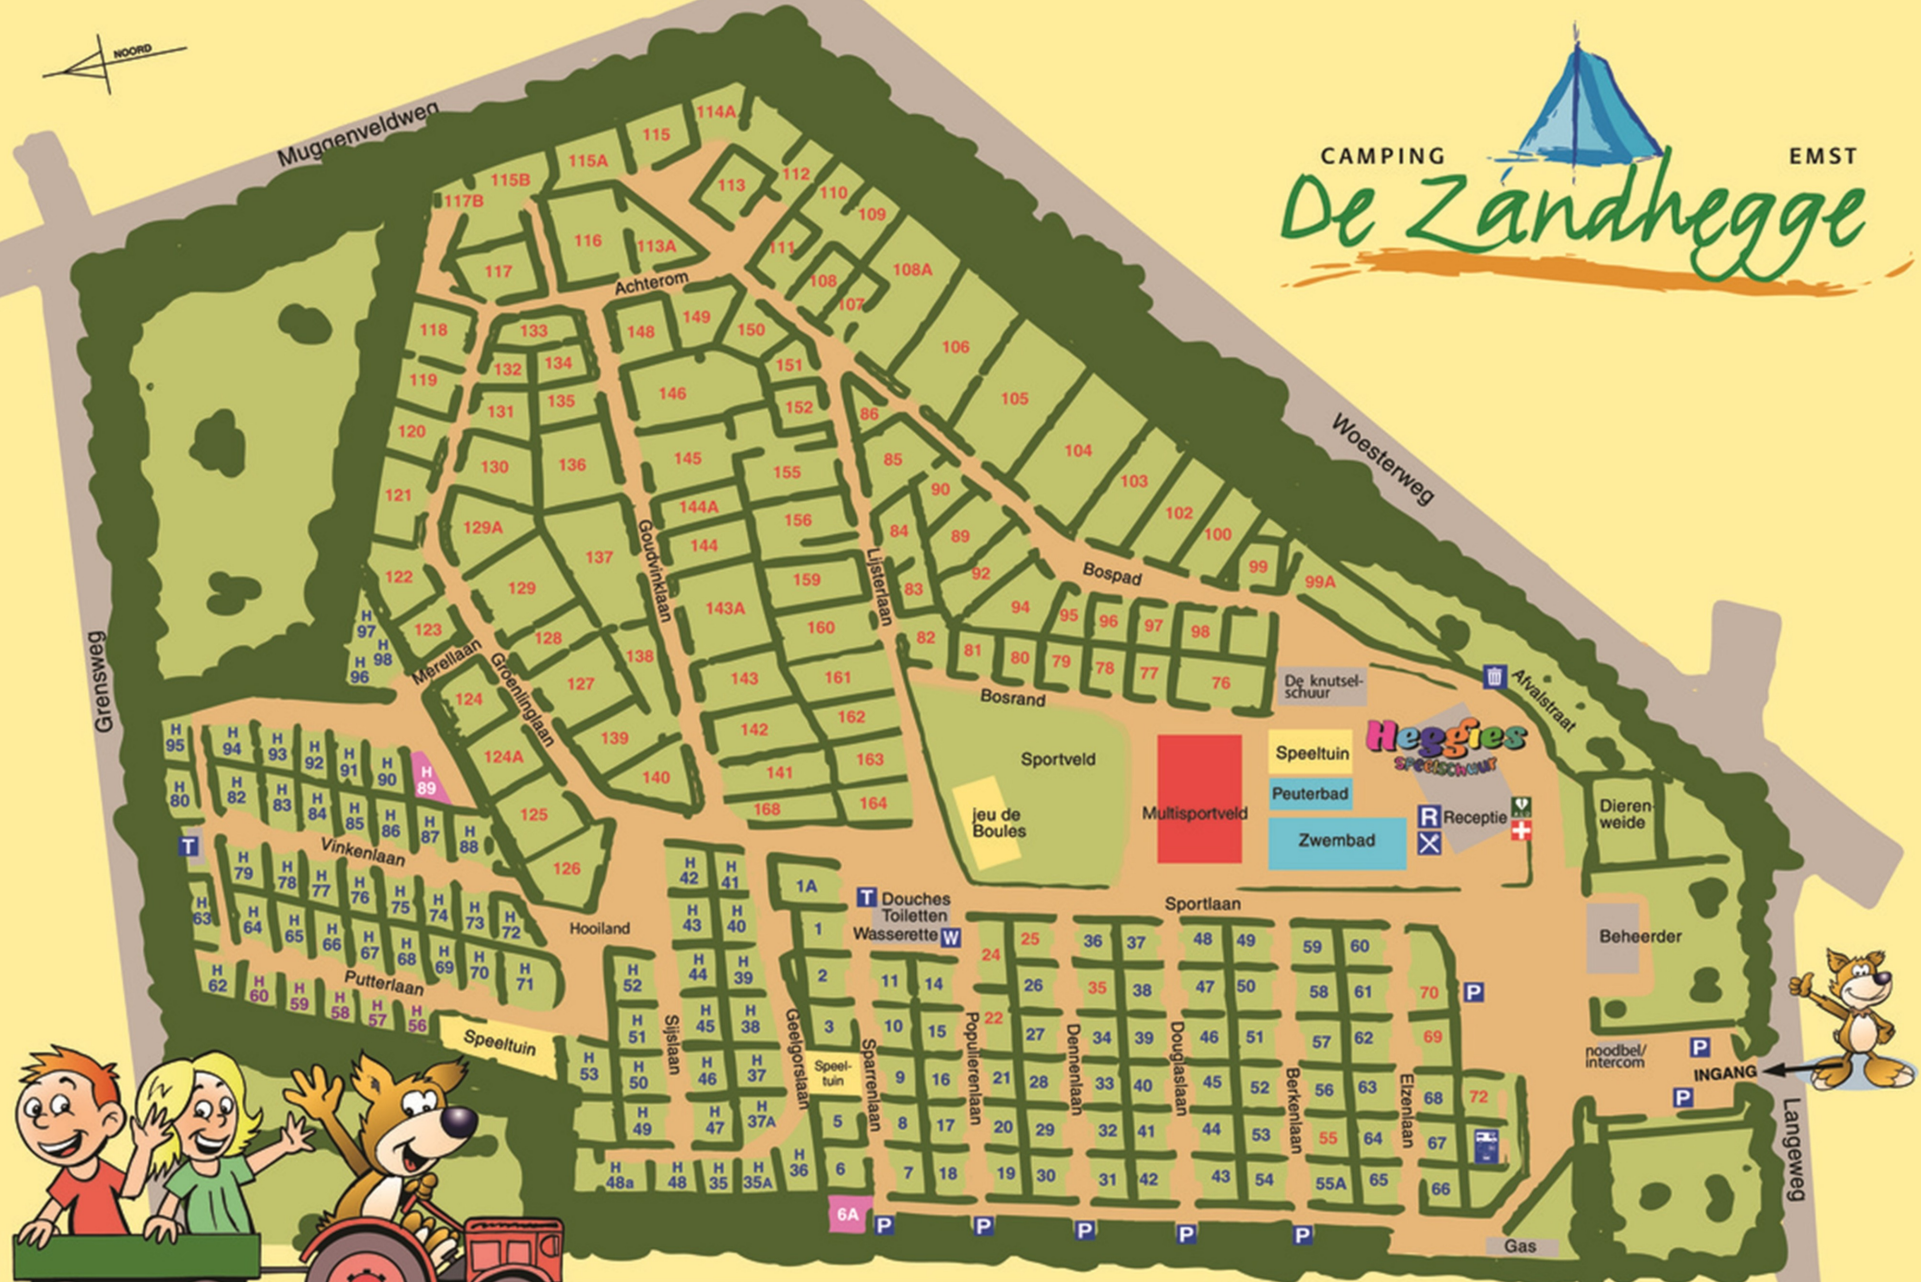 NOORD
Muggenveldweg
CAMPING EMST
De Zandhegge
114A
115
115A
115B
117B
113
112
110
109
116
113A
111
117
108A
108
107
Achterom
118
133
148
149
150
106
132
134
151
119
135
146
105
131
152
86
120
Woesterweg
130
136
145
155
85
104
121
144A
90
103
129A
156
102
84
89
100
137
144
Goudvinklaan
Lijsterlaan
122
129
159
92
Bospad
99
99A
143A
83
94
H
97
123
128
160
82
95
96
97
98
H
98
H
96
Merellaan
138
81
80
79
78
77
76
Grensweg
Groenlinglaan
127
143
161
Bosrand
De knutsel-
schuur
Afvalstraat
124
142
162
139
124A
141
163
140
168
164
Sportveld
Speeltuin
Heggies
speelschuur
Peuterbad
jeu de
Boules
Multisportveld
Zwembad
R
Receptie
AED
Dieren-
weide
H
95
H
94
H
93
H
92
H
91
H
90
H
89
H
80
H
82
H
83
H
84
H
85
H
86
H
87
H
88
125
T
Vinkenlaan
126
H
79
H
78
H
77
H
76
H
75
H
74
H
73
H
72
H
63
H
64
H
65
H
66
H
67
H
68
H
69
H
70
H
71
Hooiland
H
62
H
60
H
59
H
58
H
57
H
56
Putterlaan
Speeltuin
H
42
H
41
H
43
H
40
H
52
H
44
H
39
H
51
H
45
H
38
H
53
H
50
H
46
H
37
H
49
H
47
H
37A
H
48a
H
48
H
35
H
35A
H
36
Sijslaan
Geelgorslaan
1A
1
2
3
Speel-
tuin
5
6
6A
T
Douches
Toiletten
Wasserette
W
Sportlaan
Sparrenlaan
11
14
10
15
9
16
8
17
7
18
Populierenlaan
24
25
26
22
27
21
28
20
29
19
30
Dennenlaan
36
37
35
38
34
39
33
40
32
41
31
42
Douglaslaan
48
49
47
50
46
51
45
52
44
53
43
54
Berkenlaan
59
60
58
61
57
62
56
63
55
64
55A
65
Elzenlaan
70
69
68
72
67
66
P
P
P
P
P
P
Gas
Beheerder
noodbel/
intercom
P
INGANG
P
Langeweg